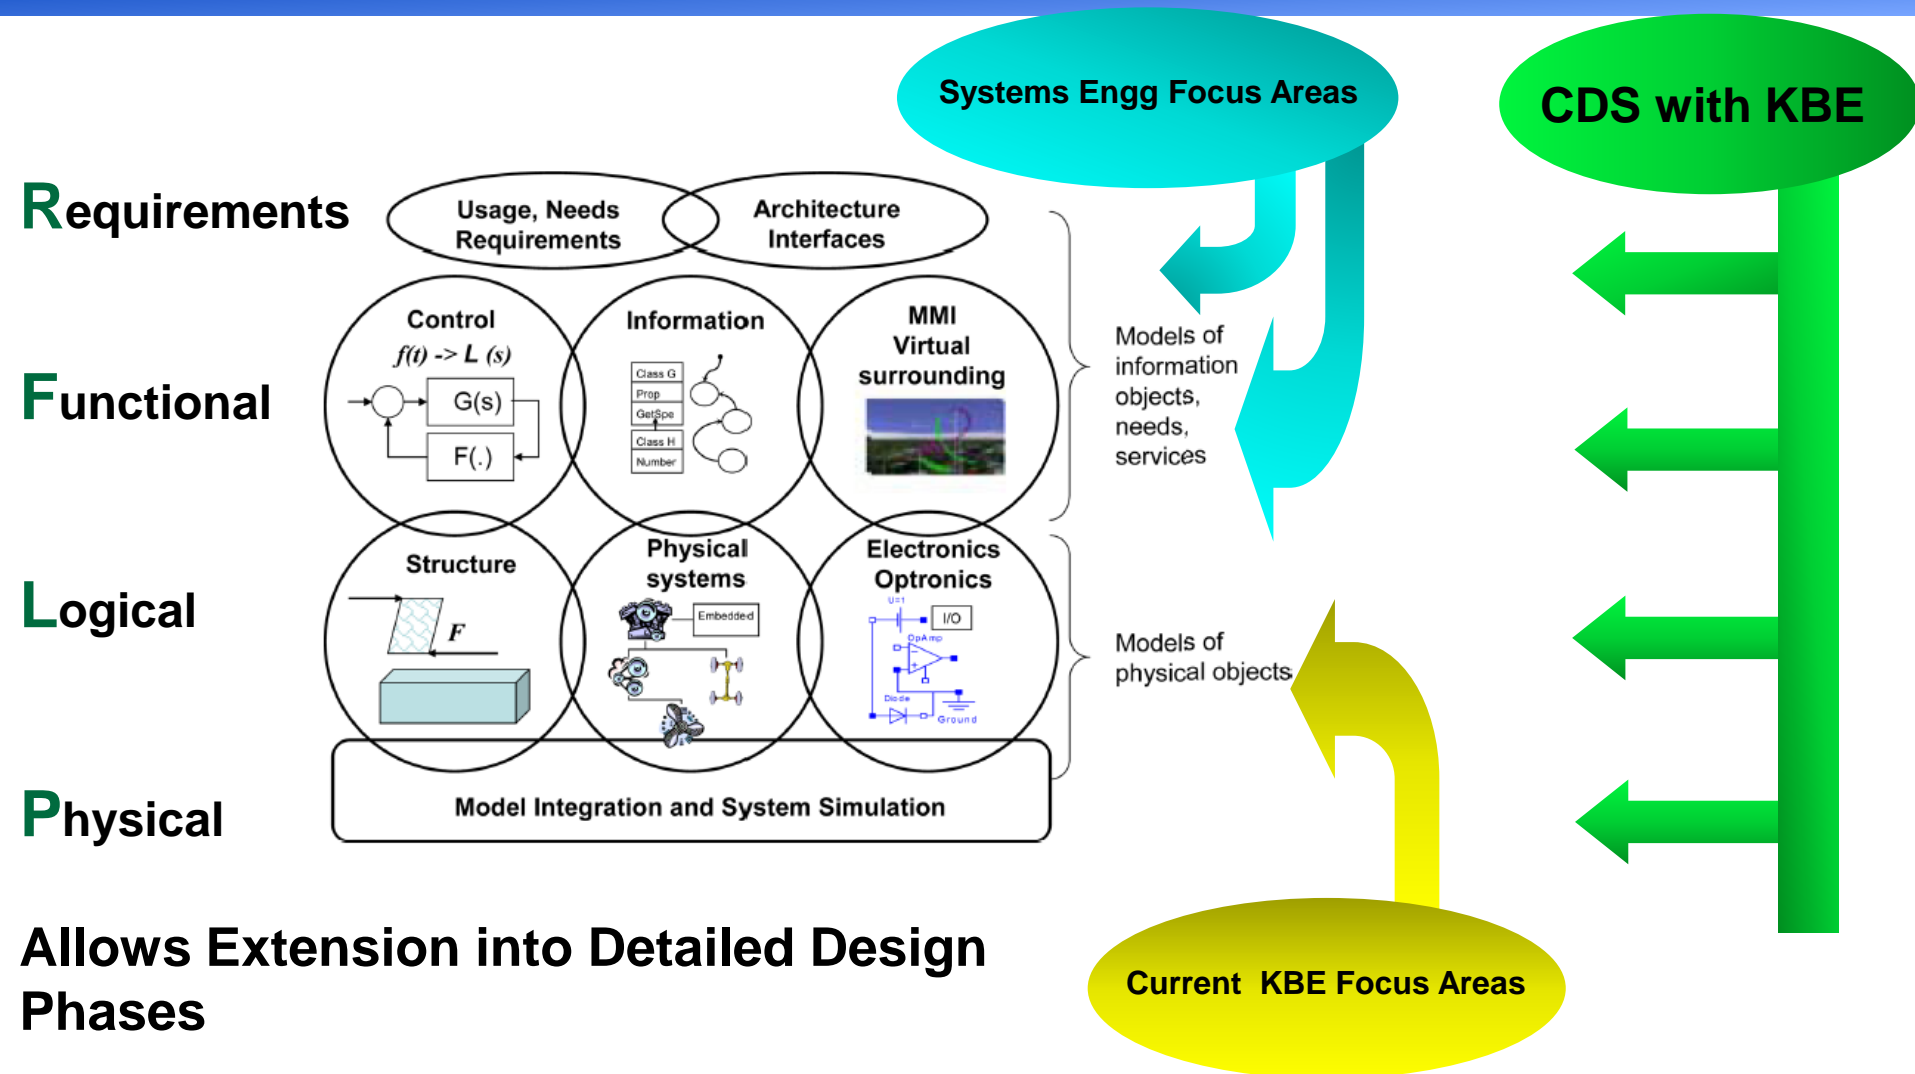 Systems Engg Focus Areas
CDS with KBE
Requirements
Usage, Needs
Requirements
Architecture
Interfaces
Functional
Control
f(t) -> L (s)
G(s)
F(.)
Information
Class G
Prop
GetSpe
Class H
Number
MMI
Virtual
surrounding
Models of
information
objects,
needs,
services
Logical
Structure
F
Physical
systems
Embedded
Electronics
Optronics
U=1
I/O
OpAmp
Diode
Ground
Models of
physical objects
Physical
Model Integration and System Simulation
Allows Extension into Detailed Design
Phases
Current KBE Focus Areas